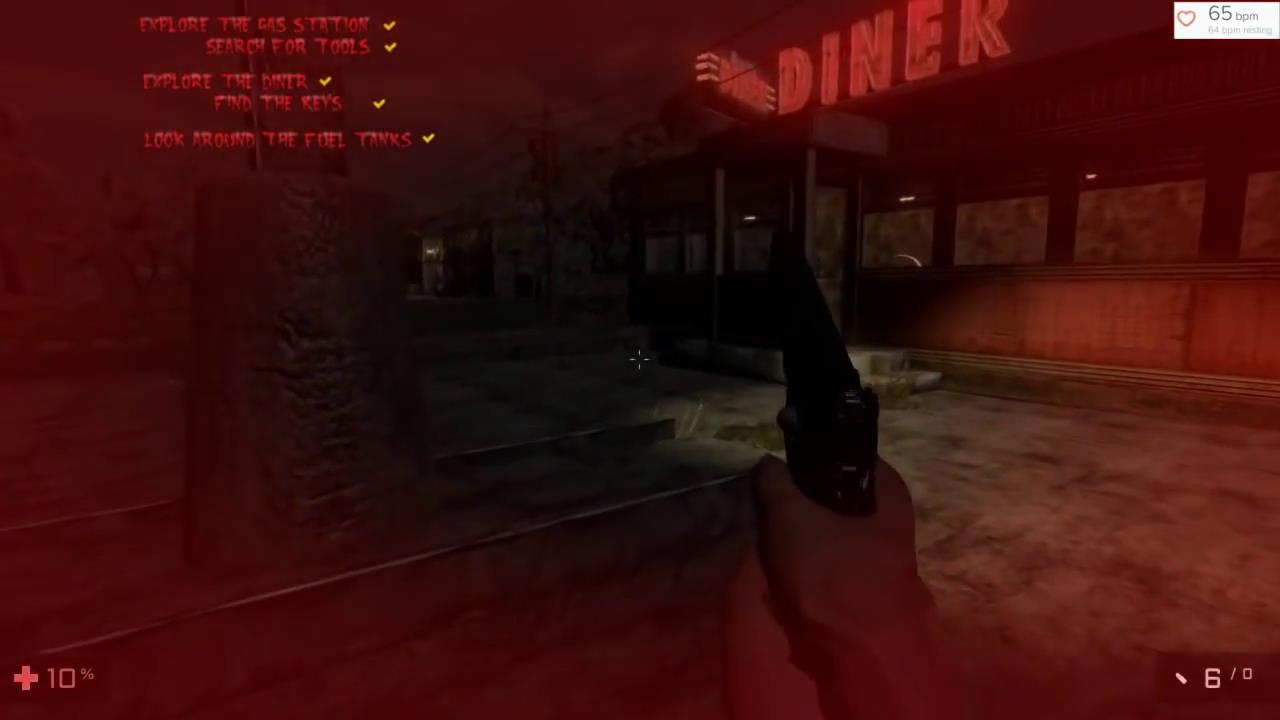 EXPLORE THE GAS STATION
SEARCH FOR TOOLS
EXPLORE THE DINER
FIND THE KEYS
LOOK AROUND THE FUEL TANKS
65 bpm
64 bpm resting
DINER
10%
6 / 0